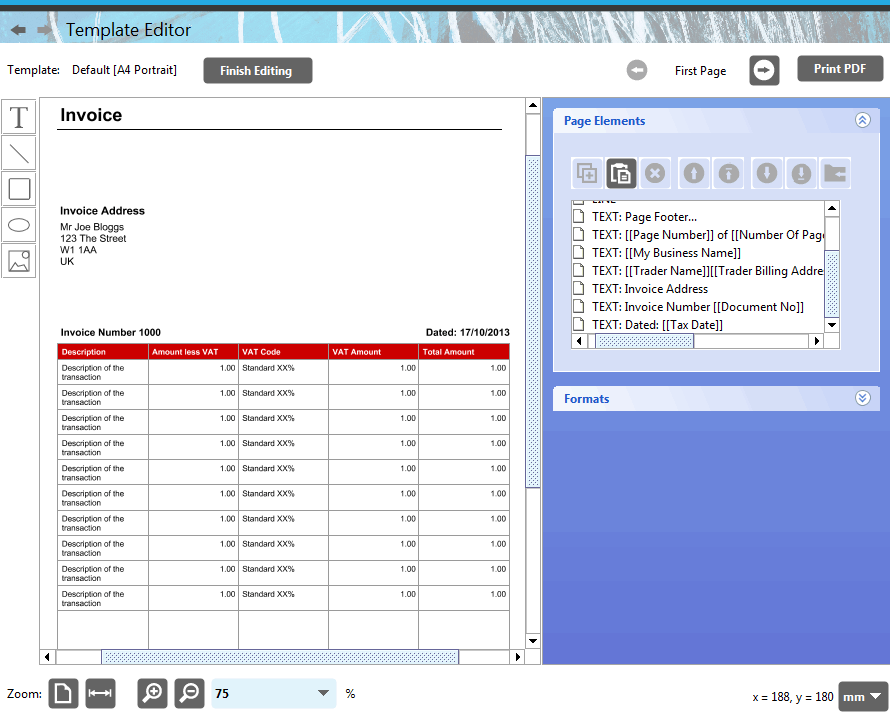 Template Editor
Template: Default [A4 Portrait] Finish Editing First Page Print PDF
T
Invoice
Invoice Address
Mr Joe Bloggs
123 The Street
W1 1AA
UK
Invoice Number 1000 Dated: 17/10/2013
Description Amount less VAT VAT Code VAT Amount Total Amount
Description of the
transaction 1.00 Standard XX% 1.00 1.00
Description of the
transaction 1.00 Standard XX% 1.00 1.00
Description of the
transaction 1.00 Standard XX% 1.00 1.00
Description of the
transaction 1.00 Standard XX% 1.00 1.00
Description of the
transaction 1.00 Standard XX% 1.00 1.00
Description of the
transaction 1.00 Standard XX% 1.00 1.00
Description of the
transaction 1.00 Standard XX% 1.00 1.00
Description of the
transaction 1.00 Standard XX% 1.00 1.00
Description of the
transaction 1.00 Standard XX% 1.00 1.00
Description of the
transaction 1.00 Standard XX% 1.00 1.00
Page Elements
TEXT: Page Footer...
TEXT: [[Page Number]] of [[Number Of Pag
TEXT: [[My Business Name]]
TEXT: [[Trader Name]][[Trader Billing Addre
TEXT: Invoice Address
TEXT: Invoice Number [[Document No]]
TEXT: Dated: [[Tax Date]]
Formats
Zoom: 75 %
x = 188, y = 180 mm